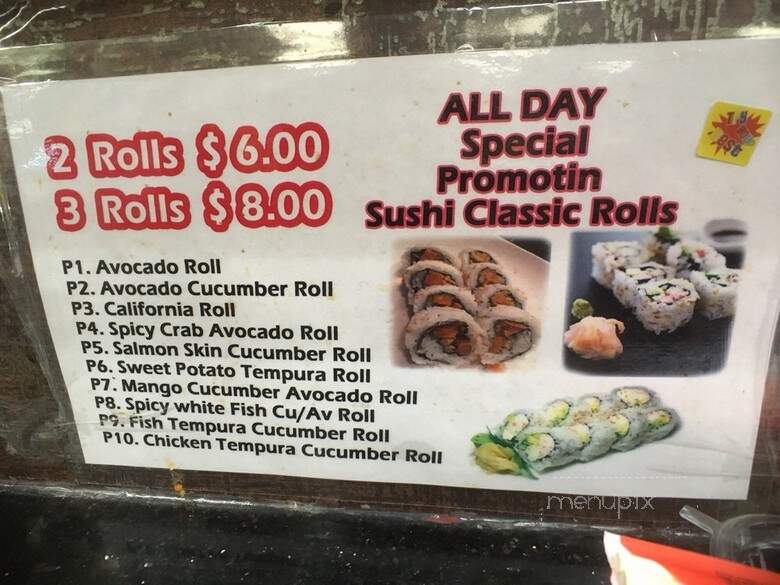 2 Rolls $6.00
3 Rolls $8.00
ALL DAY
Special
Promotin
Sushi Classic Rolls
P1. Avocado Roll
P2. Avocado Cucumber Roll
P3. California Roll
P4. Spicy Crab Avocado Roll
P5. Salmon Skin Cucumber Roll
P6. Sweet Potato Tempura Roll
P7. Mango Cucumber Avocado Roll
P8. Spicy white Fish Cu/Av Roll
P9. Fish Tempura Cucumber Roll
P10. Chicken Tempura Cucumber Roll
menupix